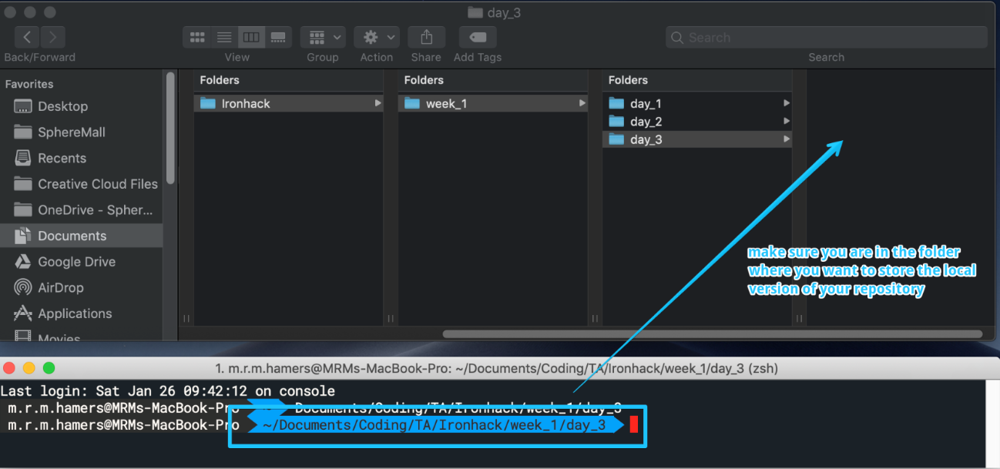 day_3
Search
Back/Forward
View
Group
Action
Share
Add Tags
Search
Favorites
Desktop
SphereMall
Recents
Creative Cloud Files
OneDrive - Spher...
Documents
Google Drive
AirDrop
Applications
Movies
Folders
Ironhack
Folders
week_1
Folders
day_1
day_2
day_3
make sure you are in the folder
where you want to store the local
version of your repository
1. m.r.m.hamers@MRMs-MacBook-Pro: ~/Documents/Coding/TA/Ironhack/week_1/day_3 (zsh)
Last login: Sat Jan 26 09:42:12 on console
m.r.m.hamers@MRMs-MacBook-Pro ~ Documents/Coding/TA/Ironhack/week_1/day_3
m.r.m.hamers@MRMs-MacBook-Pro ~/Documents/Coding/TA/Ironhack/week_1/day_3